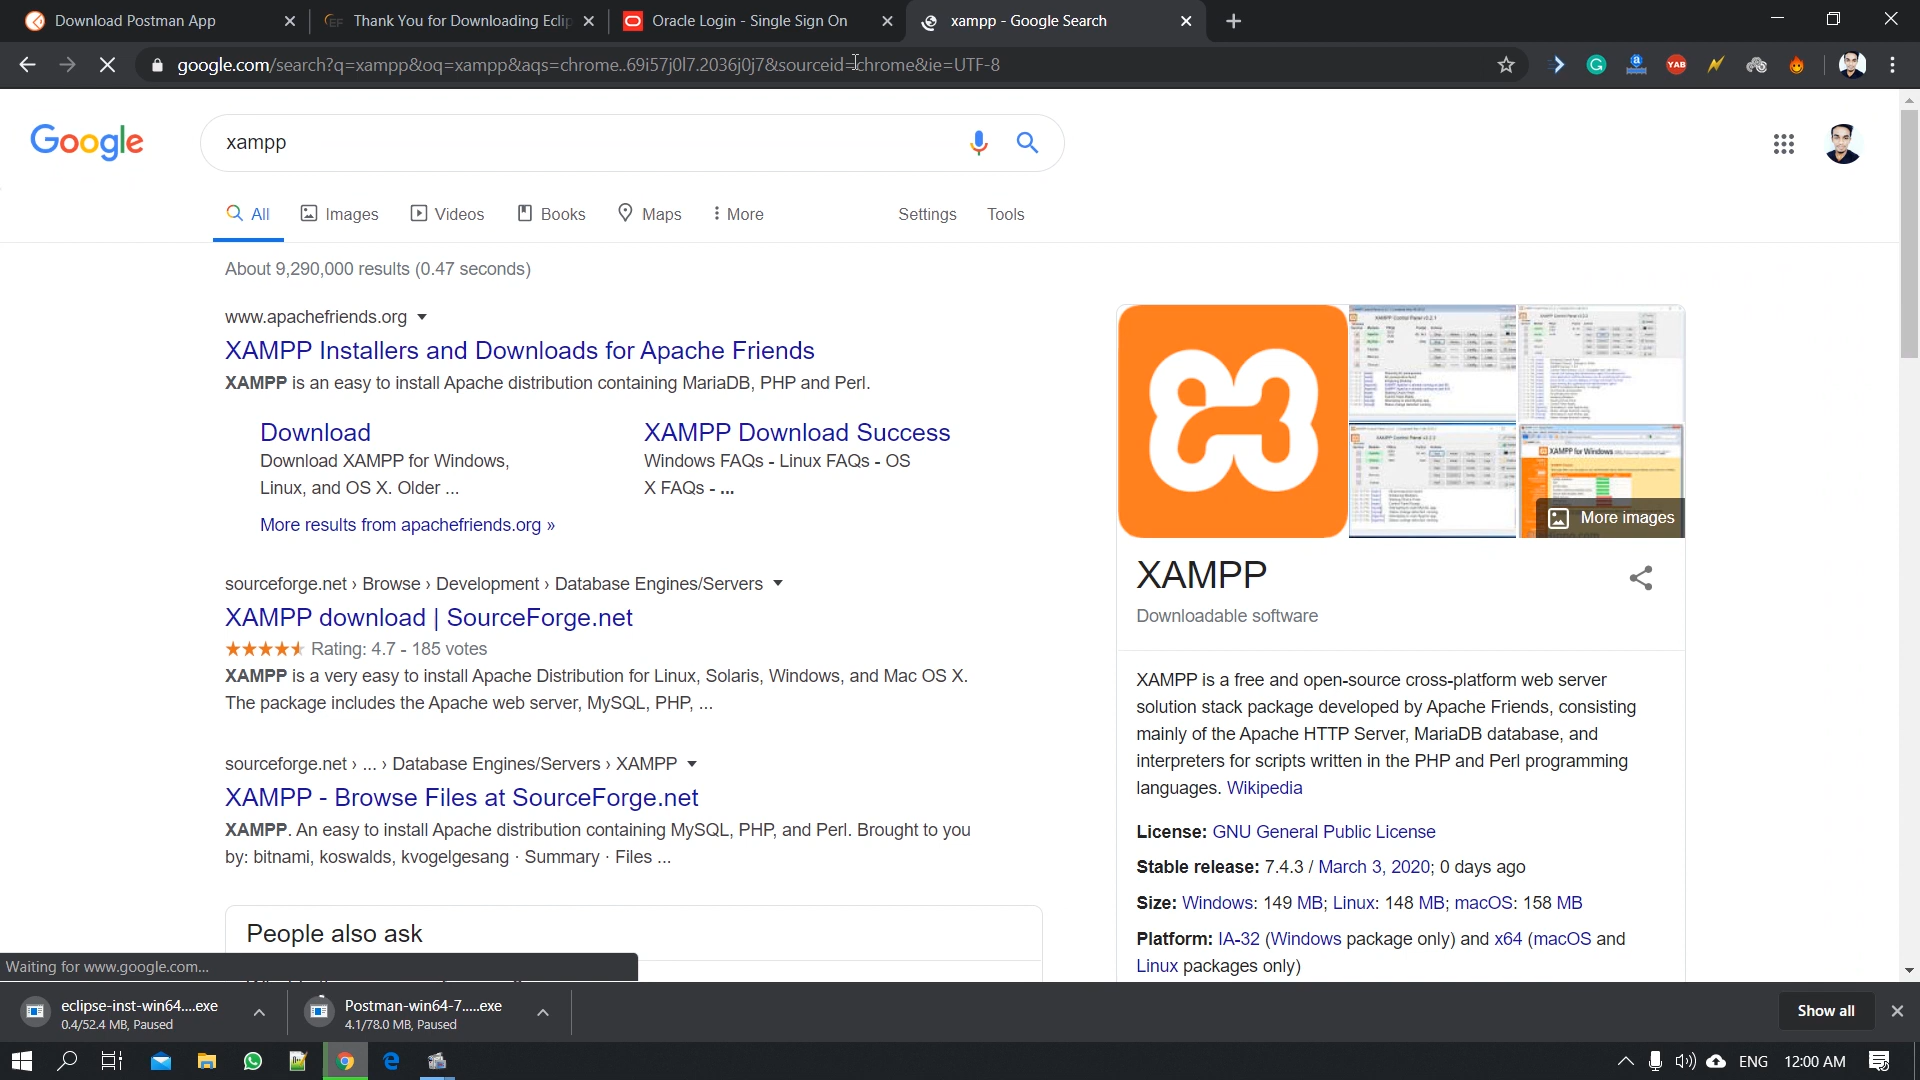 Download Postman App
Thank You for Downloading Eclip
Oracle Login - Single Sign On
xampp - Google Search
google.com/search?q=xampp&oq=xampp&aqs=chrome..69i57j0l7.2036j0j7&sourceid=chrome&ie=UTF-8
YAB
Google
xampp
All
Images
Videos
Books
Maps
More
Settings
Tools
About 9,290,000 results (0.47 seconds)
www.apachefriends.org
XAMPP Installers and Downloads for Apache Friends
XAMPP is an easy to install Apache distribution containing MariaDB, PHP and Perl.
Download
Download XAMPP for Windows,
Linux, and OS X. Older ...
XAMPP Download Success
Windows FAQs - Linux FAQs - OS
X FAQs - ...
More results from apachefriends.org »
sourceforge.net › Browse › Development › Database Engines/Servers
XAMPP download | SourceForge.net
Rating: 4.7 - 185 votes
XAMPP is a very easy to install Apache Distribution for Linux, Solaris, Windows, and Mac OS X.
The package includes the Apache web server, MySQL, PHP, ...
sourceforge.net › ... › Database Engines/Servers › XAMPP
XAMPP - Browse Files at SourceForge.net
XAMPP. An easy to install Apache distribution containing MySQL, PHP, and Perl. Brought to you
by: bitnami, koswalds, kvogelgesang · Summary · Files ...
People also ask
XAMPP for Windows
More images
XAMPP
Downloadable software
XAMPP is a free and open-source cross-platform web server
solution stack package developed by Apache Friends, consisting
mainly of the Apache HTTP Server, MariaDB database, and
interpreters for scripts written in the PHP and Perl programming
languages. Wikipedia
License: GNU General Public License
Stable release: 7.4.3 / March 3, 2020; 0 days ago
Size: Windows: 149 MB; Linux: 148 MB; macOS: 158 MB
Platform: IA-32 (Windows package only) and x64 (macOS and
Linux packages only)
Waiting for www.google.com...
eclipse-inst-win64....exe
0.4/52.4 MB, Paused
Postman-win64-7.....exe
4.1/78.0 MB, Paused
Show all
ENG
12:00 AM